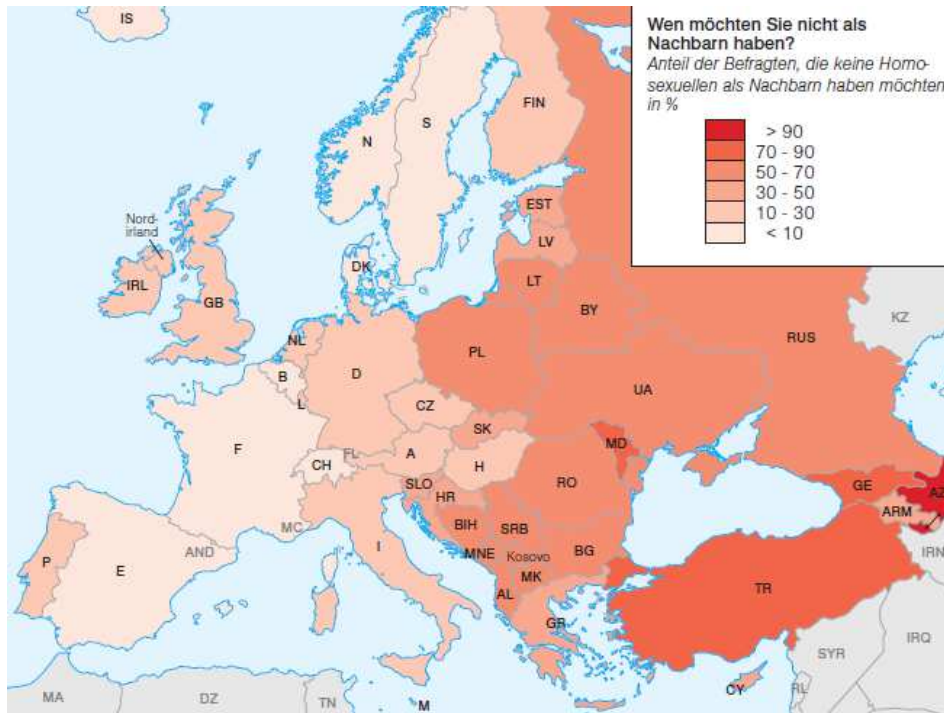 Wen möchten Sie nicht als
Nachbarn haben?
Anteil der Befragten, die keine Homo-
sexuellen als Nachbarn haben möchten
in %
> 90
70 - 90
50 - 70
30 - 50
10 - 30
< 10
IS
FIN
S
N
EST
LV
Nord-
irland
DK
LT
IRL
GB
BY
KZ
RUS
NL
PL
B
D
L
UA
CZ
SK
MD
F
FL
A
H
CH
RO
SLO
HR
GE
AZ
ARM
BIH
SRB
MC
IRN
AND
MNE
Kosovo
BG
P
E
I
MK
AL
TR
GR
IRQ
SYR
CY
RL
MA
DZ
TN
M